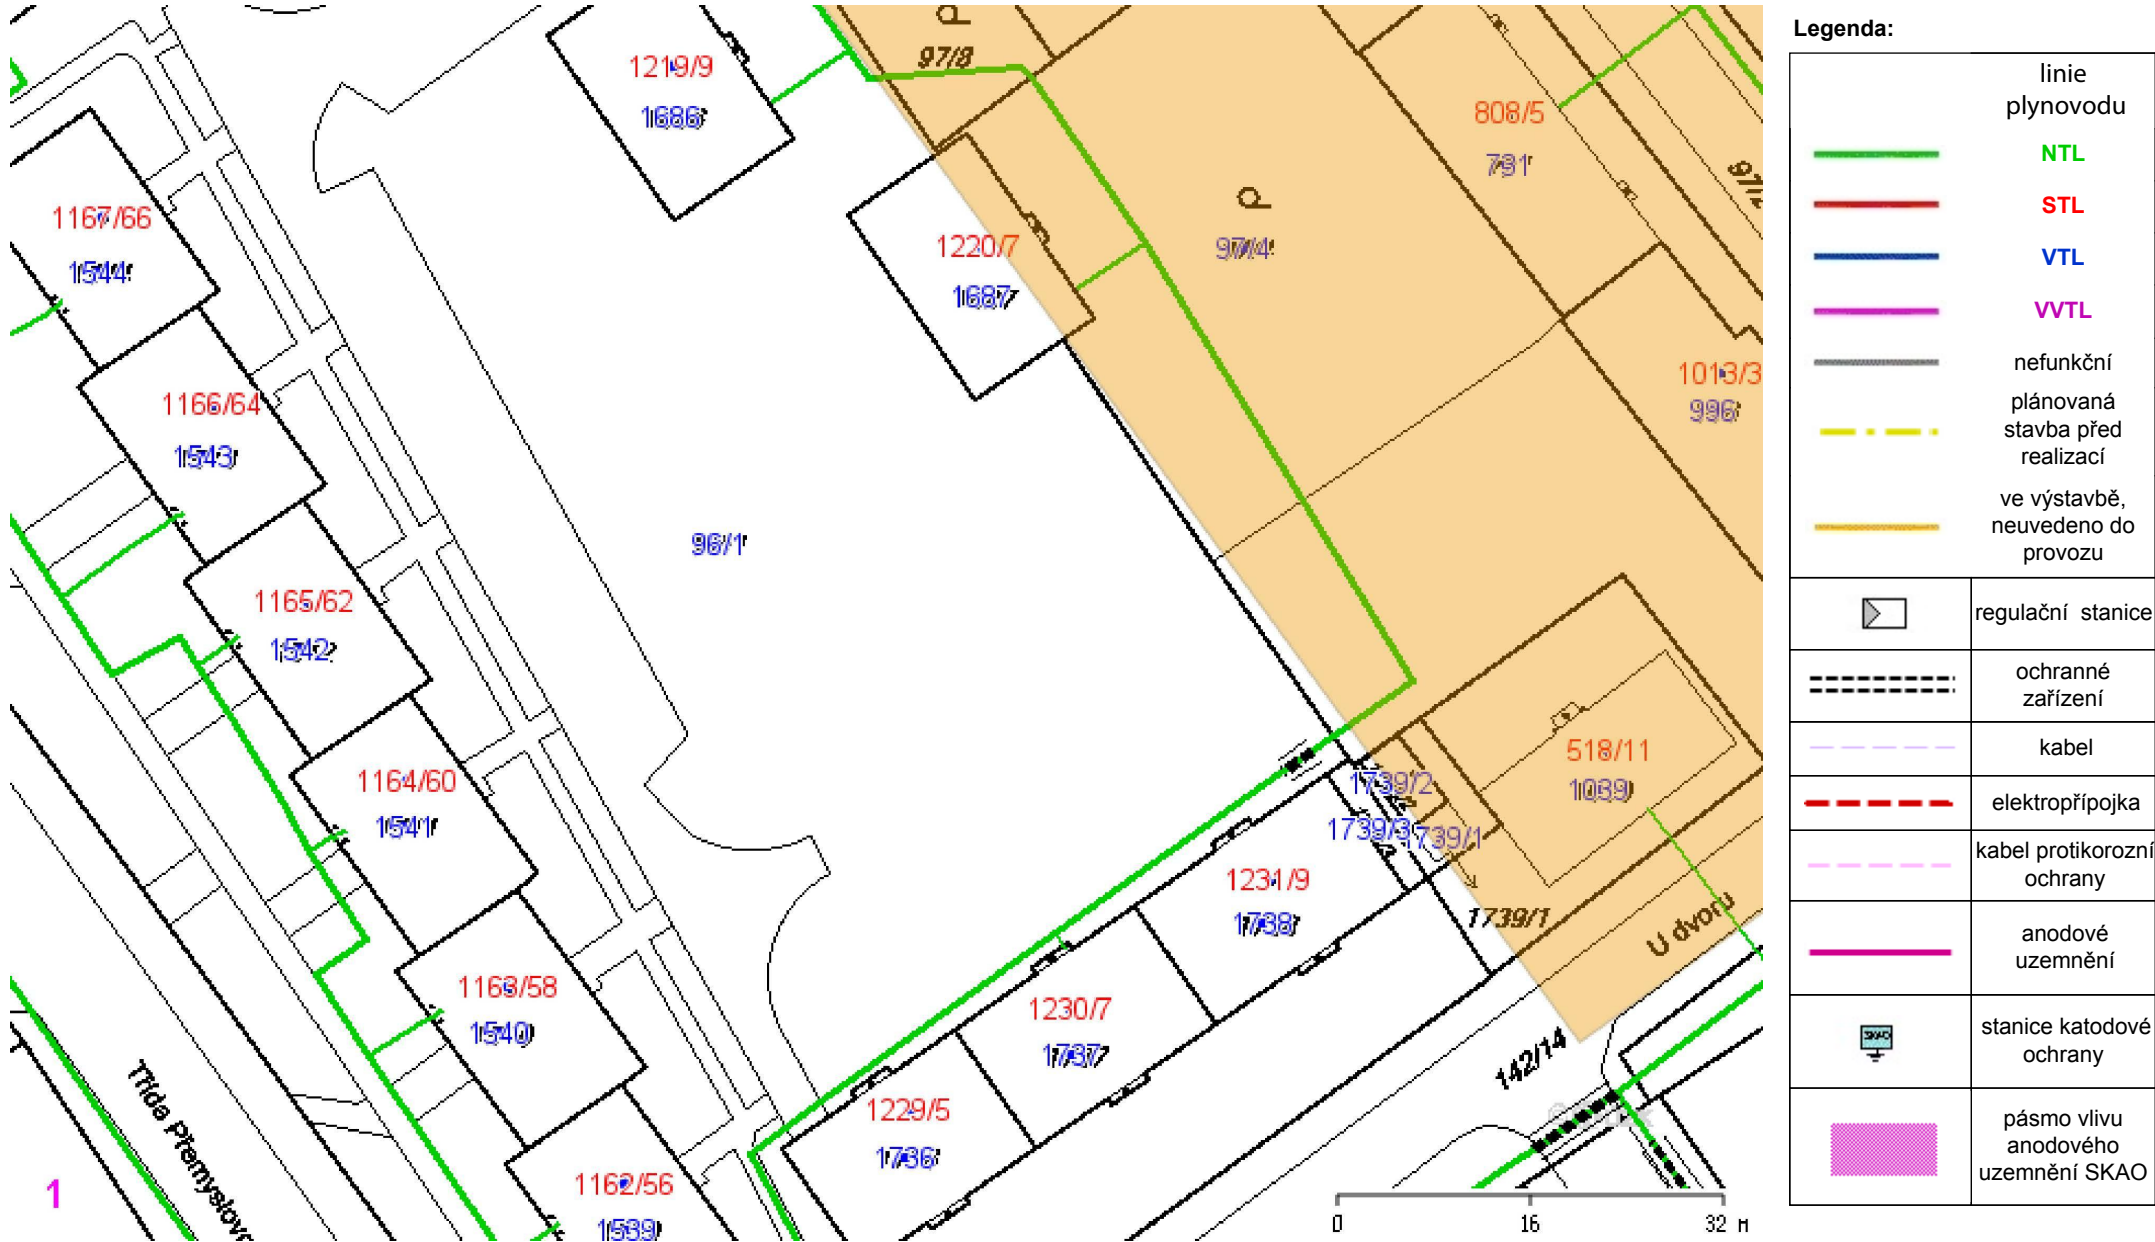 Legenda:
linie
plynovodu
NTL
STL
VTL
VVTL
nefunkční
plánovaná
stavba před
realizací
ve výstavbě,
neuvedeno do
provozu
regulační stanice
ochranné
zařízení
kabel
elektropřípojka
kabel protikorozní
ochrany
anodové
uzemnění
SKAO
stanice katodové
ochrany
pásmo vlivu
anodového
uzemnění SKAO
97/8
1219/9
1686
808/5
791
1167/66
1544
1220/7
1687
97/4
1013/3
996
1166/64
1543
96/1
1165/62
1542
518/11
1039
1164/60
1541
1739/2
1739/3
1739/1
1231/9
1738
1739/1
U dvoru
1163/58
1540
1230/7
1737
142/14
1229/5
1736
Třída Přemyslovc
1162/56
1539
1
0 16 32 м